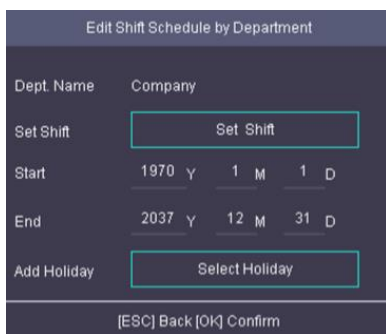 Edit Shift Schedule by Department
Dept. Name Company
Set Shift Set Shift
Start 1970 Y 1 M 1 D
End 2037 Y 12 M 31 D
Add Holiday Select Holiday
[ESC] Back [OK] Confirm